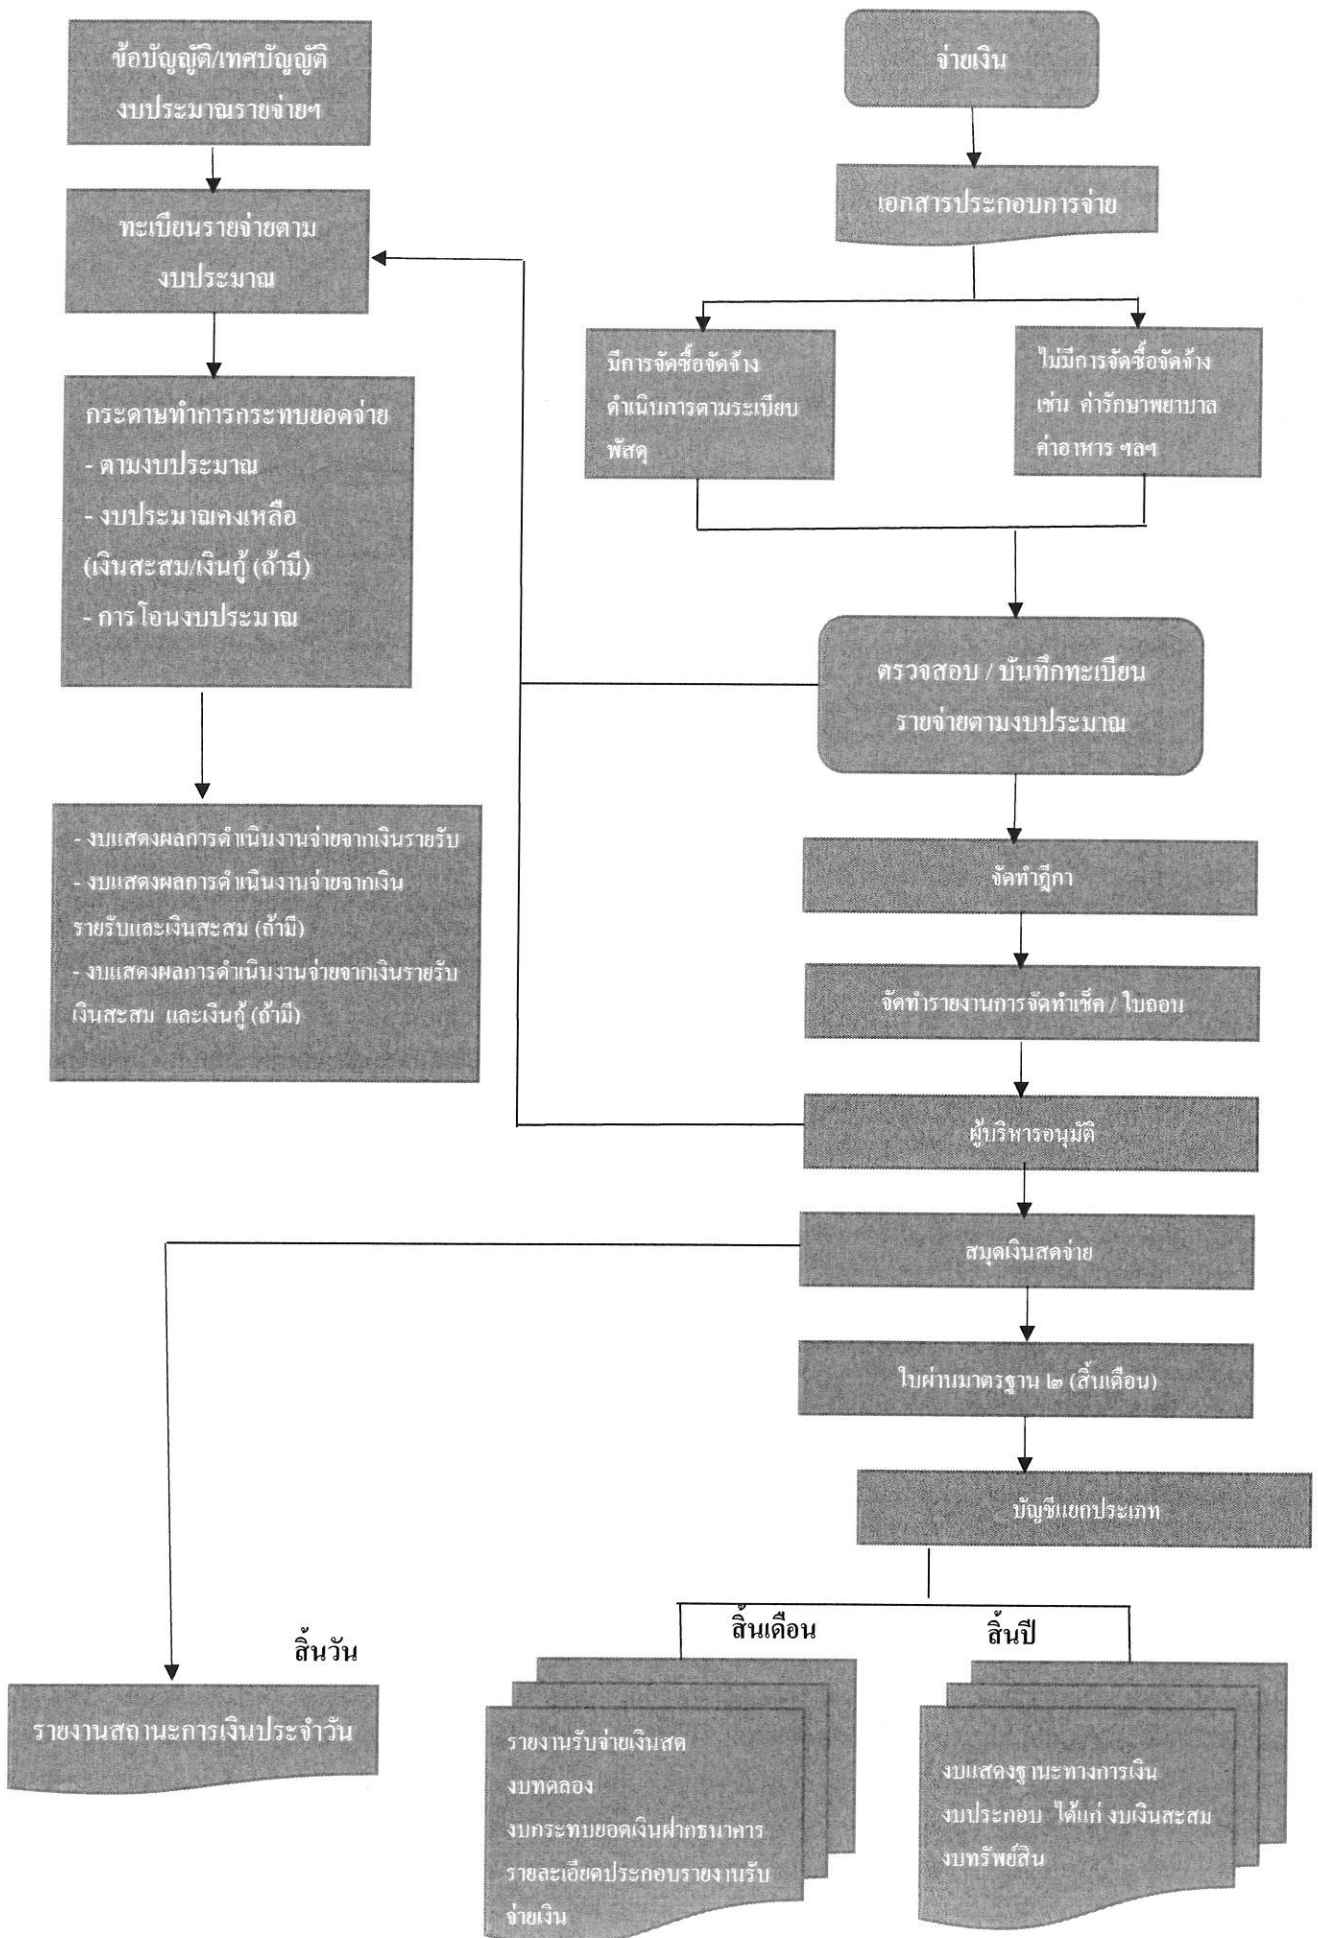 ข้อบัญญัติ/เทศบัญญัติ
งบประมาณรายจ่ายฯ
ทะเบียนรายจ่ายตาม
งบประมาณ
กระดาษทำการกระทบยอดจ่าย
- ตามงบประมาณ
- งบประมาณคงเหลือ
(เงินสะสม/เงินกู้ (ถ้ามี)
- การโอนงบประมาณ
- งบแสดงผลการดำเนินงานจ่ายจากเงินรายรับ
- งบแสดงผลการดำเนินงานจ่ายจากเงิน
รายรับและเงินสะสม (ถ้ามี)
- งบแสดงผลการดำเนินงานจ่ายจากเงินรายรับ
เงินสะสม และเงินกู้ (ถ้ามี)
จ่ายเงิน
เอกสารประกอบการจ่าย
มีการจัดซื้อจัดจ้าง
ดำเนินการตามระเบียบ
พัสดุ
ไม่มีการจัดซื้อจัดจ้าง
เช่น ค่ารักษาพยาบาล
ค่าอาหาร ฯลฯ
ตรวจสอบ / บันทึกทะเบียน
รายจ่ายตามงบประมาณ
จัดทำฎีกา
จัดทำรายงานการจัดทำเช็ค / ใบถอน
ผู้บริหารอนุมัติ
สมุดเงินสดจ่าย
ใบผ่านมาตรฐาน ๒ (สิ้นเดือน)
บัญชีแยกประเภท
สิ้นวัน
รายงานสถานะการเงินประจำวัน
สิ้นเดือน
รายงานรับจ่ายเงินสด
งบทดลอง
งบกระทบยอดเงินฝากธนาคาร
รายละเอียดประกอบรายงานรับ
จ่ายเงิน
สิ้นปี
งบแสดงฐานะทางการเงิน
งบประกอบ ได้แก่ งบเงินสะสม
งบทรัพย์สิน